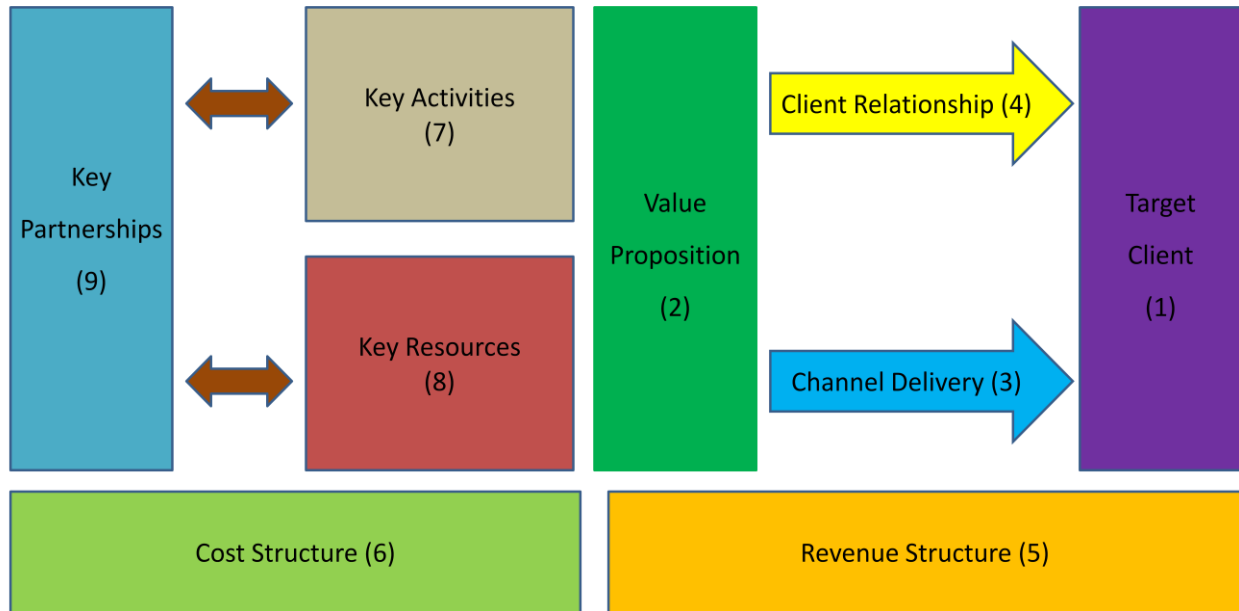 Key
Partnerships
(9)
Key Activities
(7)
Key Resources
(8)
Value
Proposition
(2)
Client Relationship (4)
Channel Delivery (3)
Target
Client
(1)
Cost Structure (6)
Revenue Structure (5)